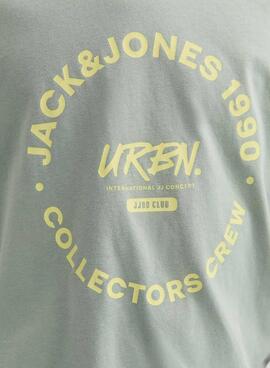 JACK&JONES 1990
URBN.
INTERNATIONAL JJ CONCEPT
JJ90 CLUB
• COLLECTORS CREW •